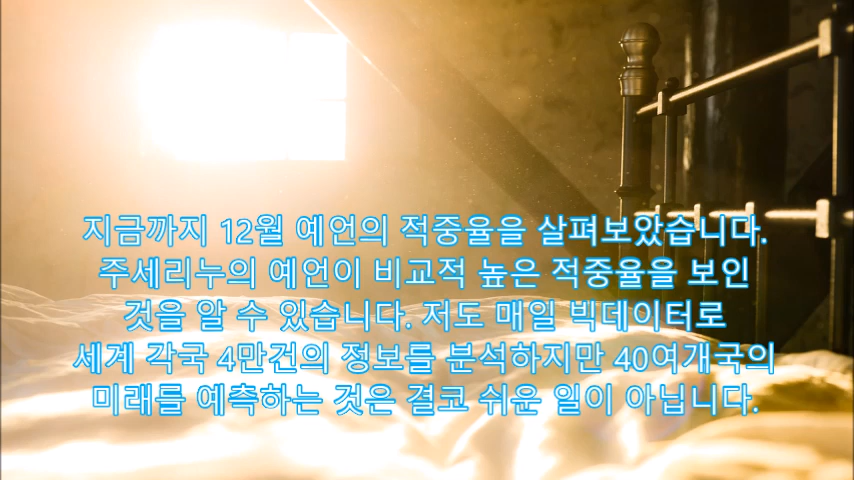 지금까지 12월 예언의 적중율을 살펴보았습니다.
주세리누의 예언이 비교적 높은 적중율을 보인
것을 알 수 있습니다. 저도 매일 빅데이터로
세계 각국 4만건의 정보를 분석하지만 40여개국의
미래를 예측하는 것은 결코 쉬운 일이 아닙니다.